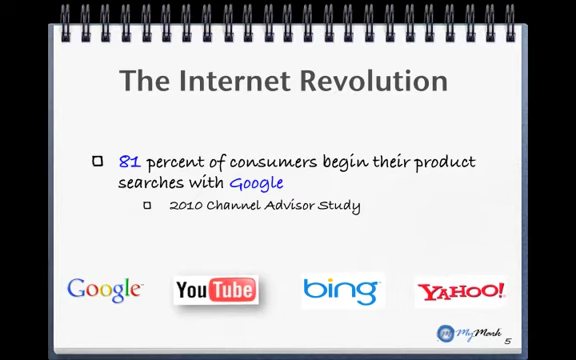 The Internet Revolution
81 percent of consumers begin their product
searches with Google
2010 Channel Advisor Study
Google YouTube bing YAHOO!
MyMonk
5